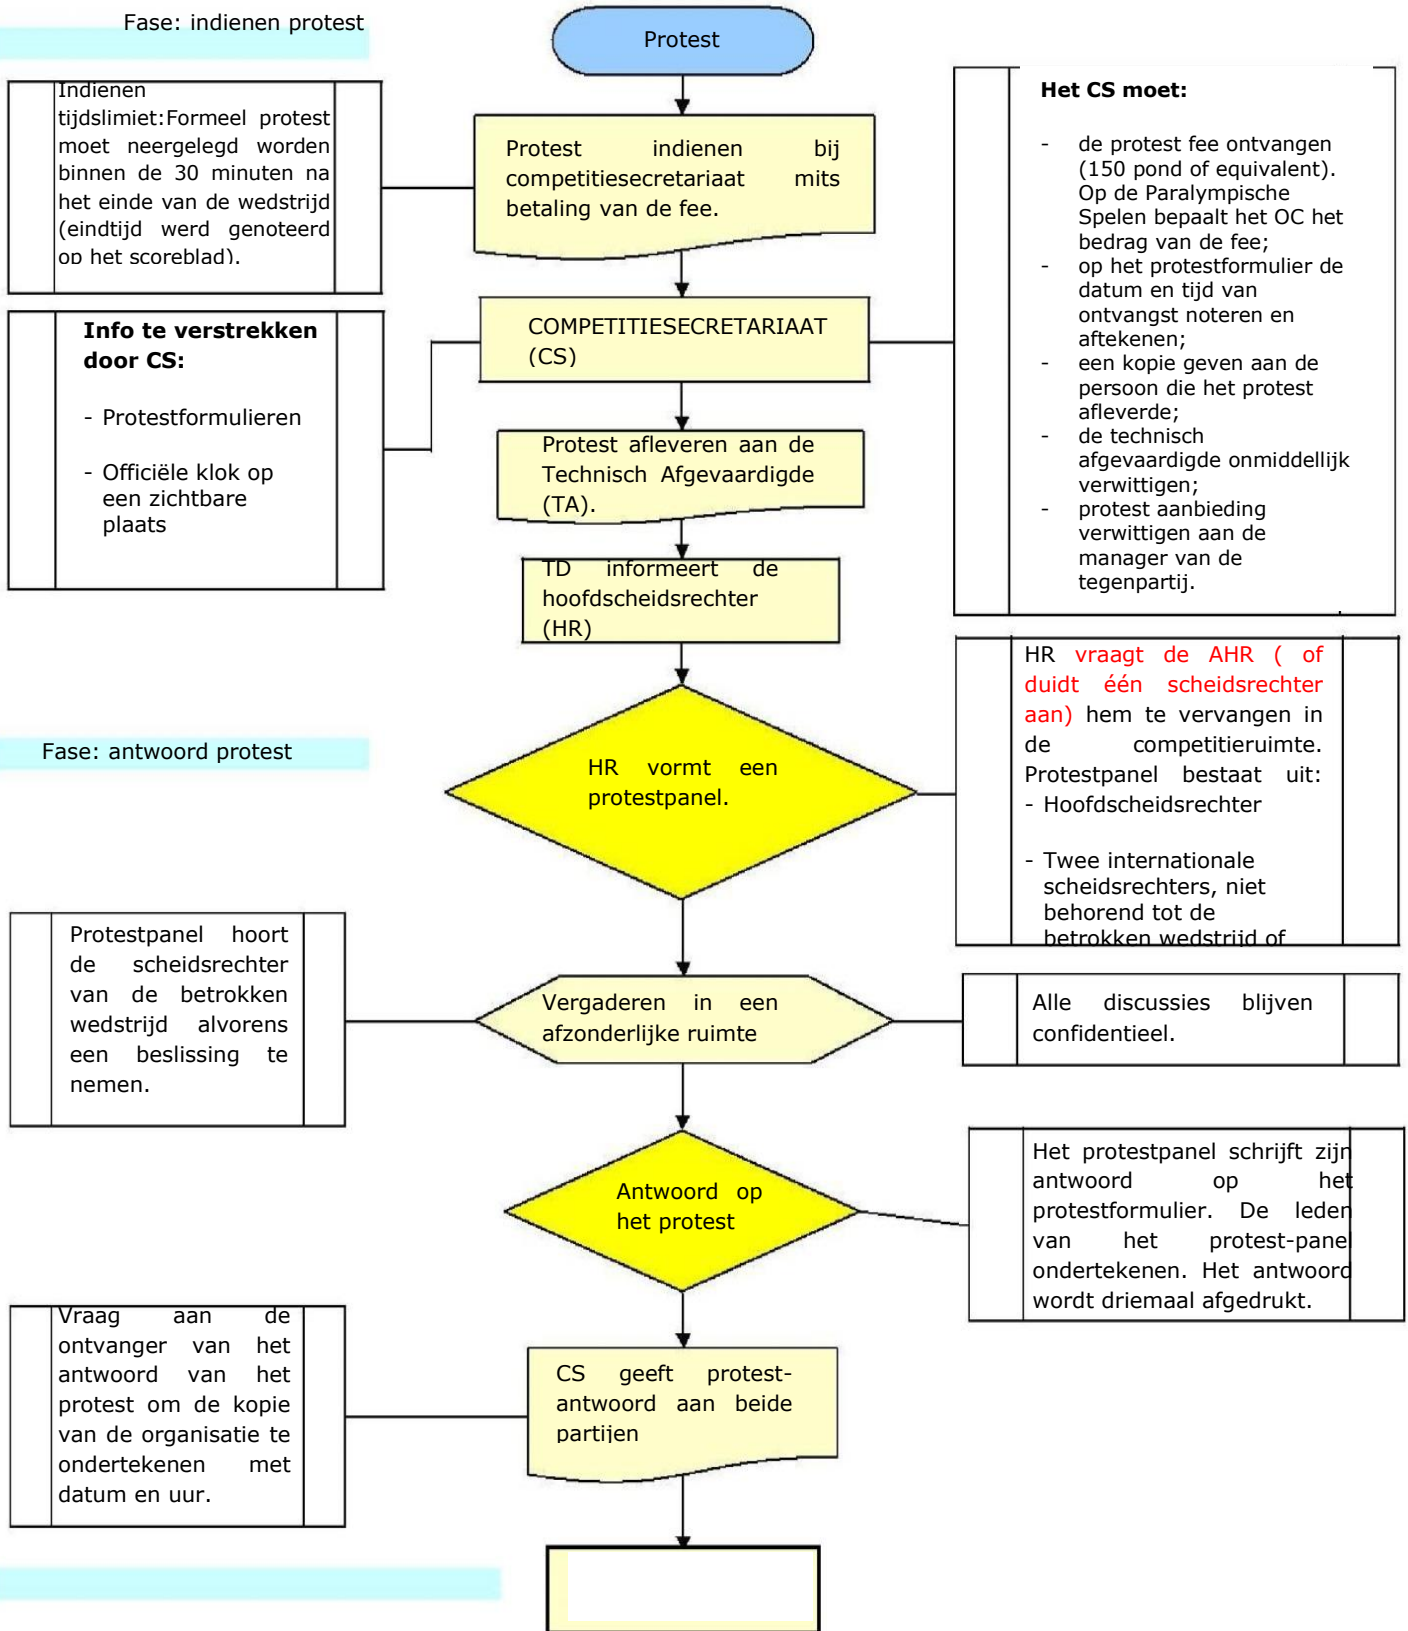 Fase: indienen protest
Protest
Indienen
tijdslimiet:Formeel protest
moet neergelegd worden
binnen de 30 minuten na
het einde van de wedstrijd
(eindtijd werd genoteerd
op het scoreblad).
Protest indienen bij
competitiesecretariaat mits
betaling van de fee.
Het CS moet:
- de protest fee ontvangen
(150 pond of equivalent).
Op de Paralympische
Spelen bepaalt het OC het
bedrag van de fee;
- op het protestformulier de
datum en tijd van
ontvangst noteren en
aftekenen;
- een kopie geven aan de
persoon die het protest
afleverde;
- de technisch
afgevaardigde onmiddellijk
verwittigen;
- protest aanbieding
verwittigen aan de
manager van de
tegenpartij.
Info te verstrekken
door CS:
- Protestformulieren
- Officiële klok op
een zichtbare
plaats
COMPETITIESECRETARIAAT
(CS)
Protest afleveren aan de
Technisch Afgevaardigde
(TA).
TD informeert de
hoofdscheidsrechter
(HR)
HR vraagt de AHR ( of
duidt één scheidsrechter
aan) hem te vervangen in
de competitieruimte.
Protestpanel bestaat uit:
- Hoofdscheidsrechter
- Twee internationale
scheidsrechters, niet
behorend tot de
betrokken wedstrijd of
Fase: antwoord protest
HR vormt een
protestpanel.
Protestpanel hoort
de scheidsrechter
van de betrokken
wedstrijd alvorens
een beslissing te
nemen.
Vergaderen in een
afzonderlijke ruimte
Alle discussies blijven
confidentieel.
Antwoord op
het protest
Het protestpanel schrijft zijn
antwoord op het
protestformulier. De leden
van het protest-panel
ondertekenen. Het antwoord
wordt driemaal afgedrukt.
Vraag aan de
ontvanger van het
antwoord van het
protest om de kopie
van de organisatie te
ondertekenen met
datum en uur.
CS geeft protest-
antwoord aan beide
partijen